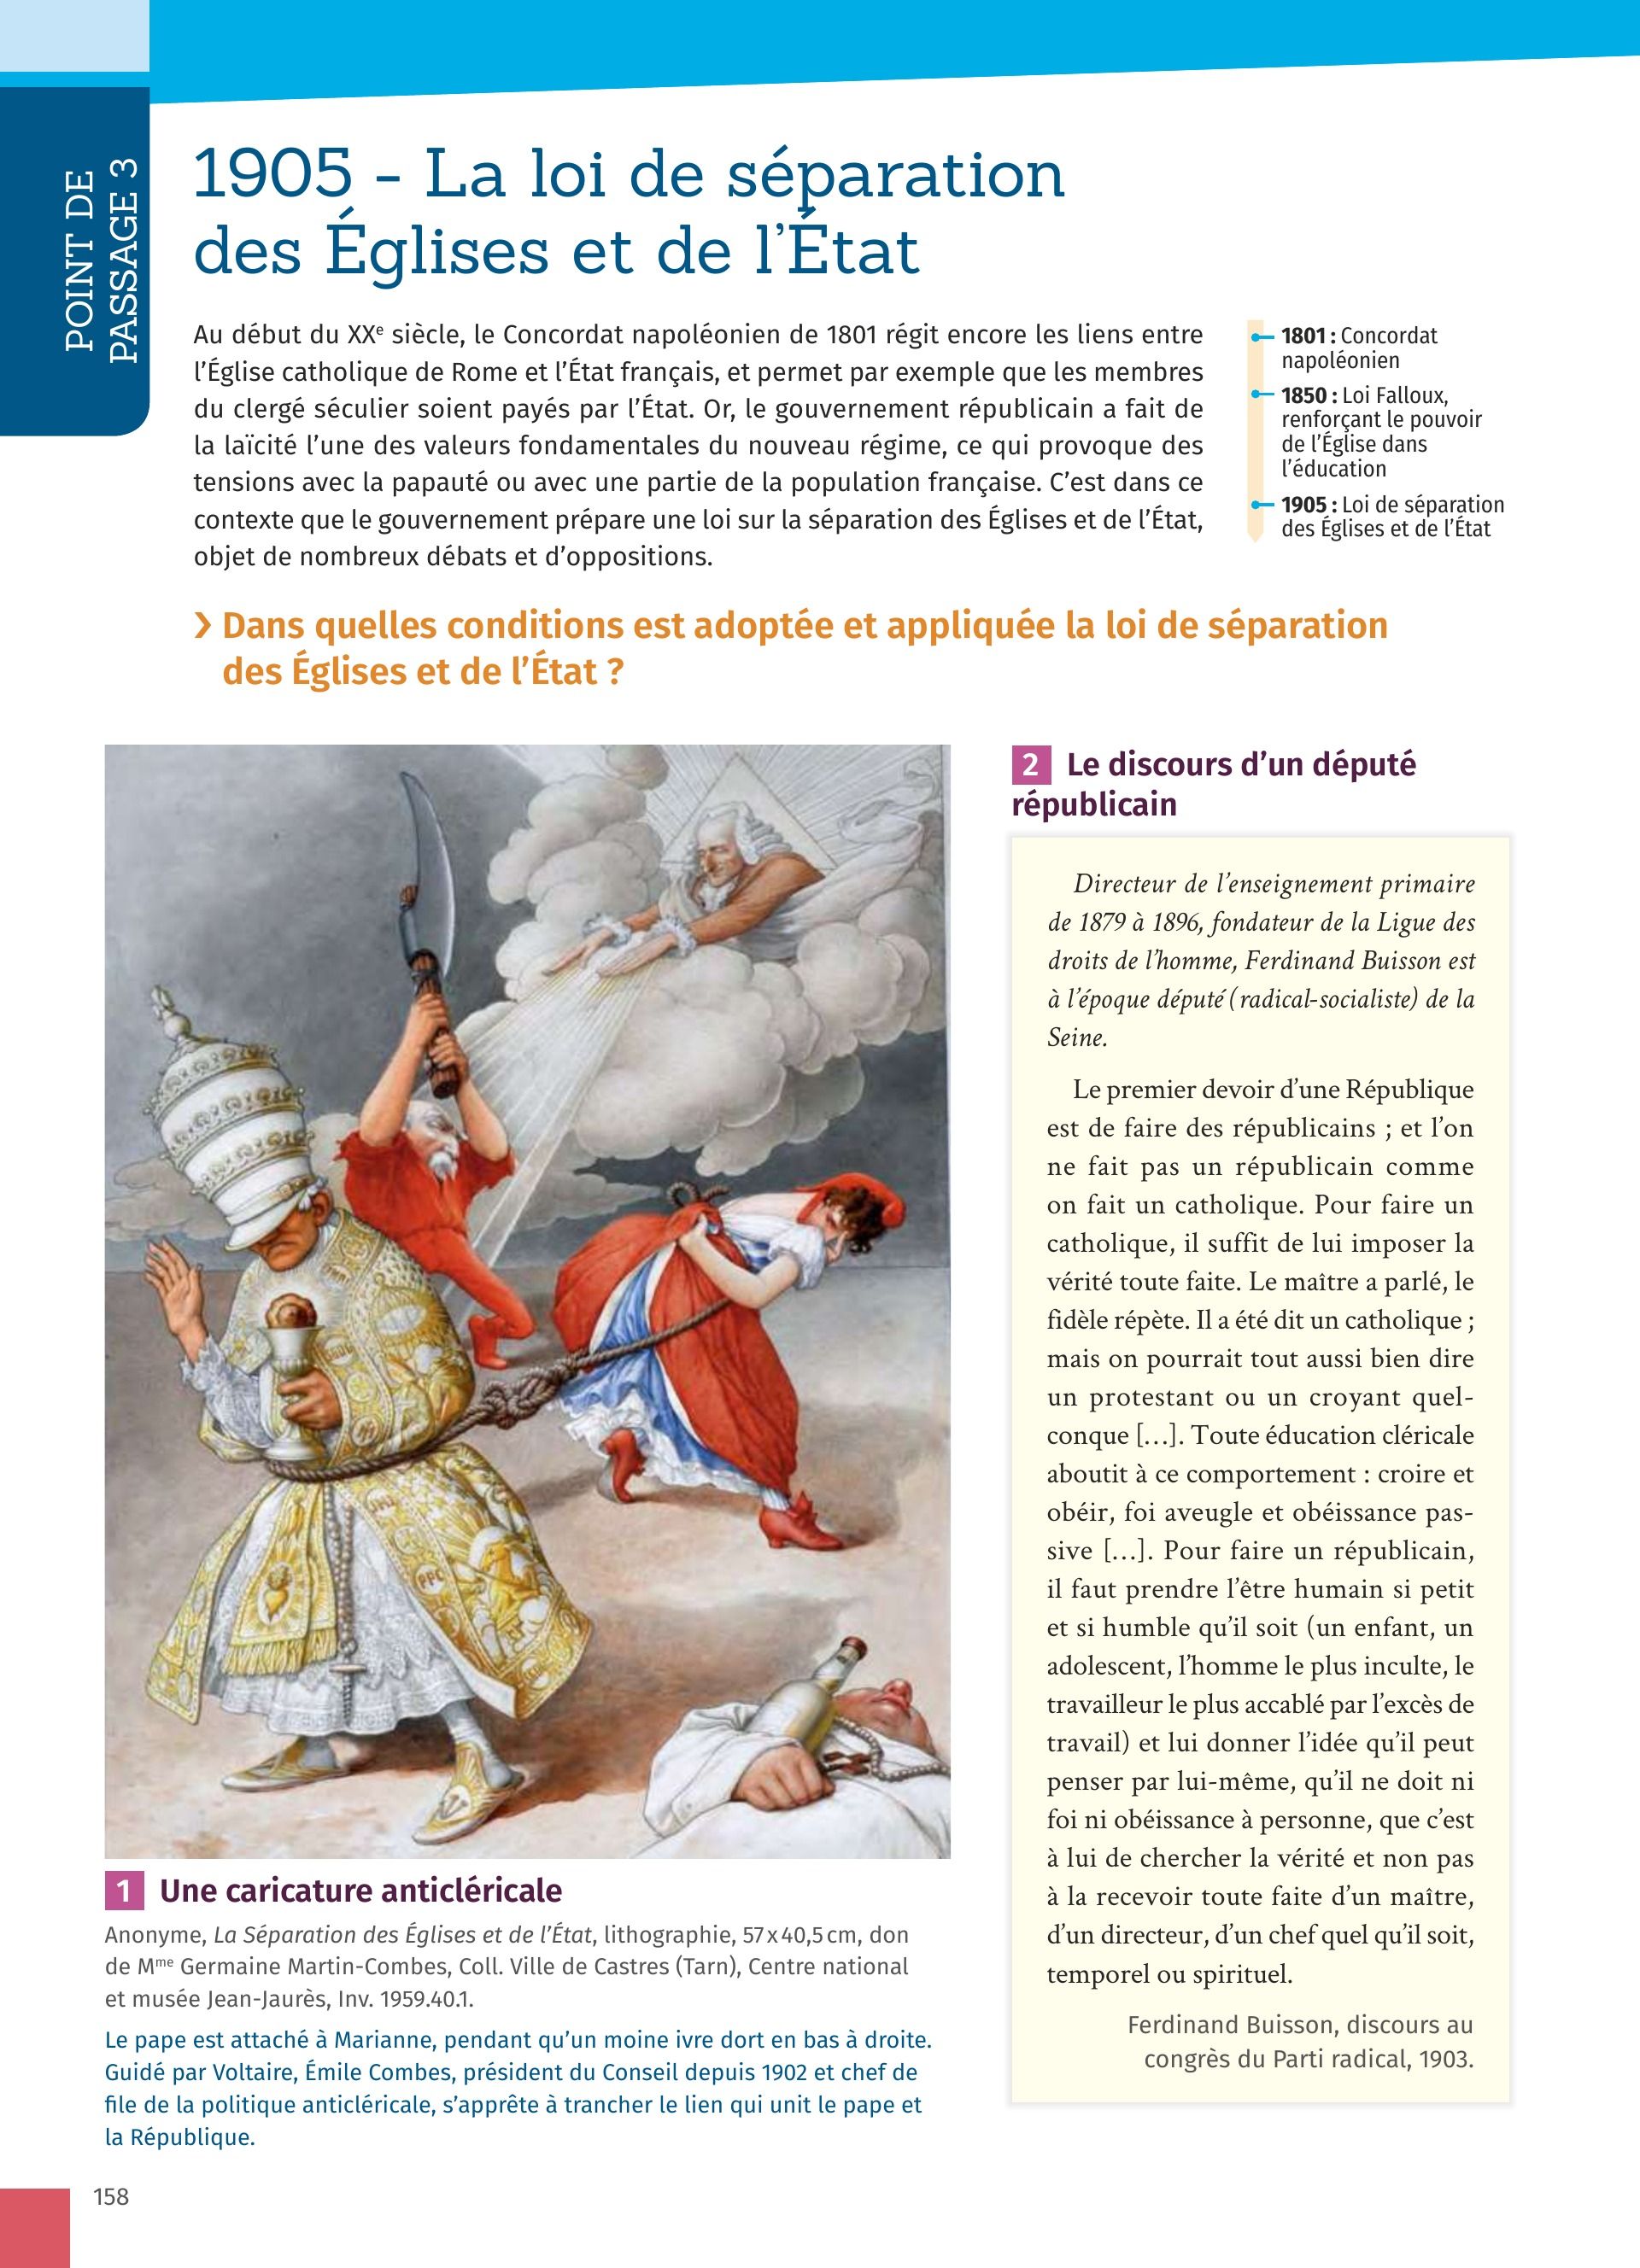 POINT DE
PASSAGE 3
1905 - La loi de séparation
des Églises et de l’État
Au début du XXe siècle, le Concordat napoléonien de 1801 régit encore les liens entre
l’Église catholique de Rome et l’État français, et permet par exemple que les membres
du clergé séculier soient payés par l’État. Or, le gouvernement républicain a fait de
la laïcité l’une des valeurs fondamentales du nouveau régime, ce qui provoque des
tensions avec la papauté ou avec une partie de la population française. C’est dans ce
contexte que le gouvernement prépare une loi sur la séparation des Églises et de l’État,
objet de nombreux débats et d’oppositions.
1801 : Concordat
napoléonien
1850 : Loi Falloux,
renforçant le pouvoir
de l’Église dans
l’éducation
1905 : Loi de séparation
des Églises et de l’État
› Dans quelles conditions est adoptée et appliquée la loi de séparation
des Églises et de l’État ?
PPC
1 Une caricature anticléricale
Anonyme, La Séparation des Églises et de l’État, lithographie, 57 x 40,5 cm, don
de Mme Germaine Martin-Combes, Coll. Ville de Castres (Tarn), Centre national
et musée Jean-Jaurès, Inv. 1959.40.1.
Le pape est attaché à Marianne, pendant qu’un moine ivre dort en bas à droite.
Guidé par Voltaire, Émile Combes, président du Conseil depuis 1902 et chef de
file de la politique anticléricale, s’apprête à trancher le lien qui unit le pape et
la République.
2 Le discours d’un député
républicain
Directeur de l’enseignement primaire
de 1879 à 1896, fondateur de la Ligue des
droits de l’homme, Ferdinand Buisson est
à l’époque député (radical-socialiste) de la
Seine.
Le premier devoir d’une République
est de faire des républicains ; et l’on
ne fait pas un républicain comme
on fait un catholique. Pour faire un
catholique, il suffit de lui imposer la
vérité toute faite. Le maître a parlé, le
fidèle répète. Il a été dit un catholique ;
mais on pourrait tout aussi bien dire
un protestant ou un croyant quel-
conque […]. Toute éducation cléricale
aboutit à ce comportement : croire et
obéir, foi aveugle et obéissance pas-
sive […]. Pour faire un républicain,
il faut prendre l’être humain si petit
et si humble qu’il soit (un enfant, un
adolescent, l’homme le plus inculte, le
travailleur le plus accablé par l’excès de
travail) et lui donner l’idée qu’il peut
penser par lui-même, qu’il ne doit ni
foi ni obéissance à personne, que c’est
à lui de chercher la vérité et non pas
à la recevoir toute faite d’un maître,
d’un directeur, d’un chef quel qu’il soit,
temporel ou spirituel.
Ferdinand Buisson, discours au
congrès du Parti radical, 1903.
158